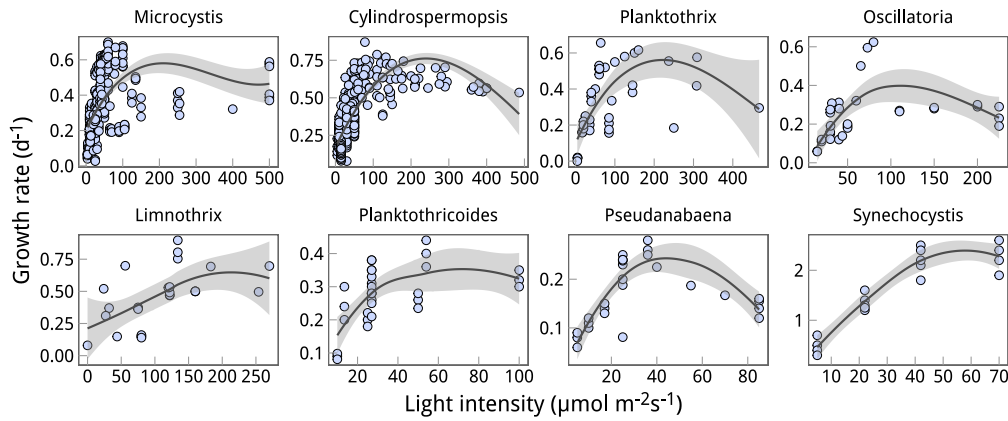 Microcystis Cylindrospermopsis Planktothrix Oscillatoria
0.6 0.4 0.2 0.0
0 100 200 300 400 500
0.75 0.50 0.25
0 100 200 300 400 500
0.6 0.4 0.2 0.0
0 100 200 300 400
0.6 0.4 0.2 0.0
50 100 150 200
Growth rate (d⁻¹)
Limnothrix Planktothricoides Pseudanabaena Synechocystis
0.75 0.50 0.25 0.00
0 50 100 150 200 250
0.4 0.3 0.2 0.1
20 40 60 80 100
0.2 0.1
20 40 60 80
2 1
10 20 30 40 50 60 70
Light intensity (μmol m⁻²s⁻¹)